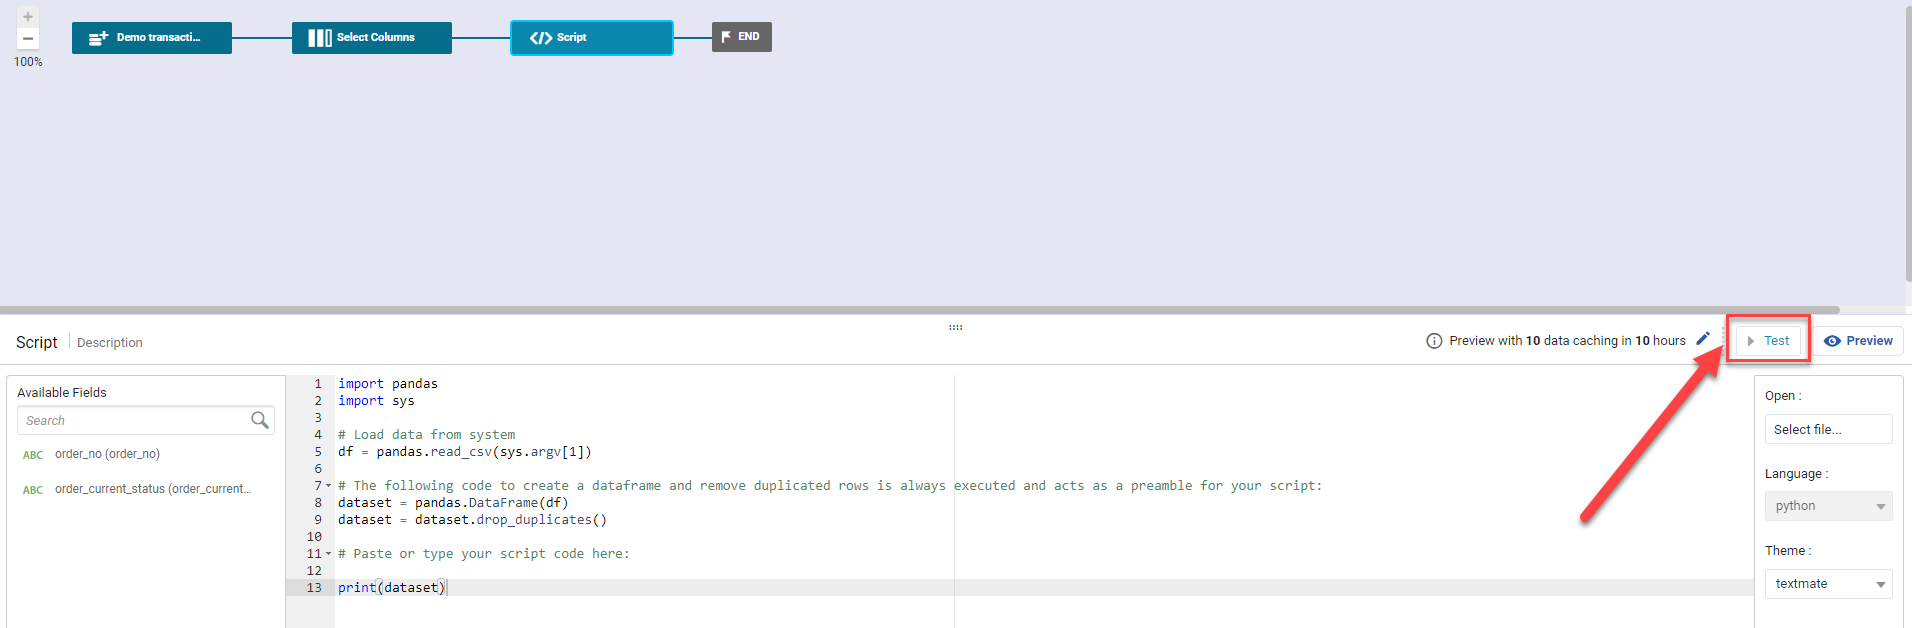 100%
Demo transacti...
Select Columns
</> Script
END
Script
Description
Preview with 10 data caching in 10 hours
Test
Preview
Available Fields
Search
ABC order_no (order_no)
ABC order_current_status (order_current...
1 import pandas
2 import sys
3
4 # Load data from system
5 df = pandas.read_csv(sys.argv[1])
6
7 # The following code to create a dataframe and remove duplicated rows is always executed and acts as a preamble for your script:
8 dataset = pandas.DataFrame(df)
9 dataset = dataset.drop_duplicates()
10
11 # Paste or type your script code here:
12
13 print(dataset)
Open :
Select file...
Language :
python
Theme :
textmate